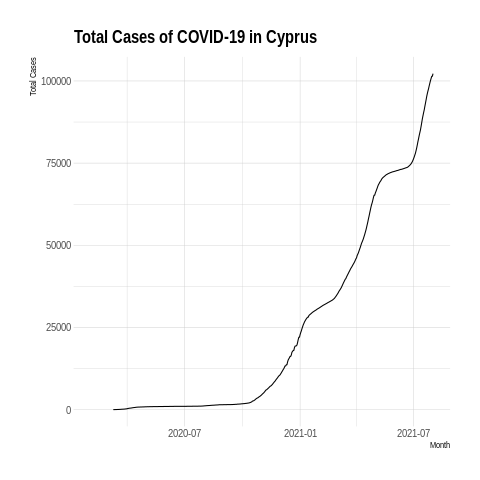 Total Cases of COVID-19 in Cyprus
Total Cases
100000
75000
50000
25000
0
2020-07
2021-01
2021-07
Month